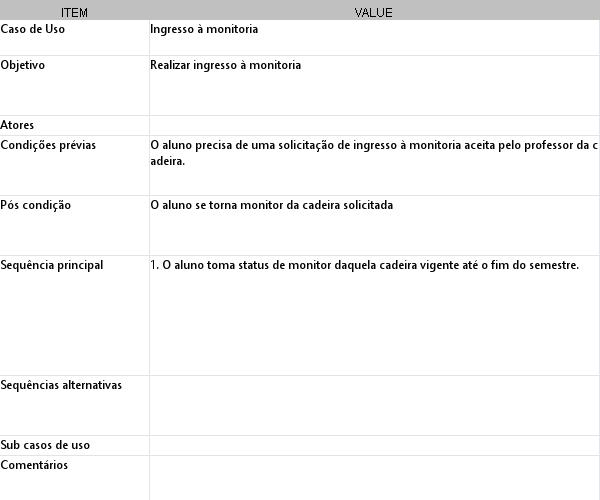 ITEM VALUE
Caso de Uso Ingresso à monitoria
Objetivo Realizar ingresso à monitoria
Atores
Condições prévias O aluno precisa de uma solicitação de ingresso à monitoria aceita pelo professor da c
adeira.
Pós condição O aluno se torna monitor da cadeira solicitada
Sequência principal 1. O aluno toma status de monitor daquela cadeira vigente até o fim do semestre.
Sequências alternativas
Sub casos de uso
Comentários